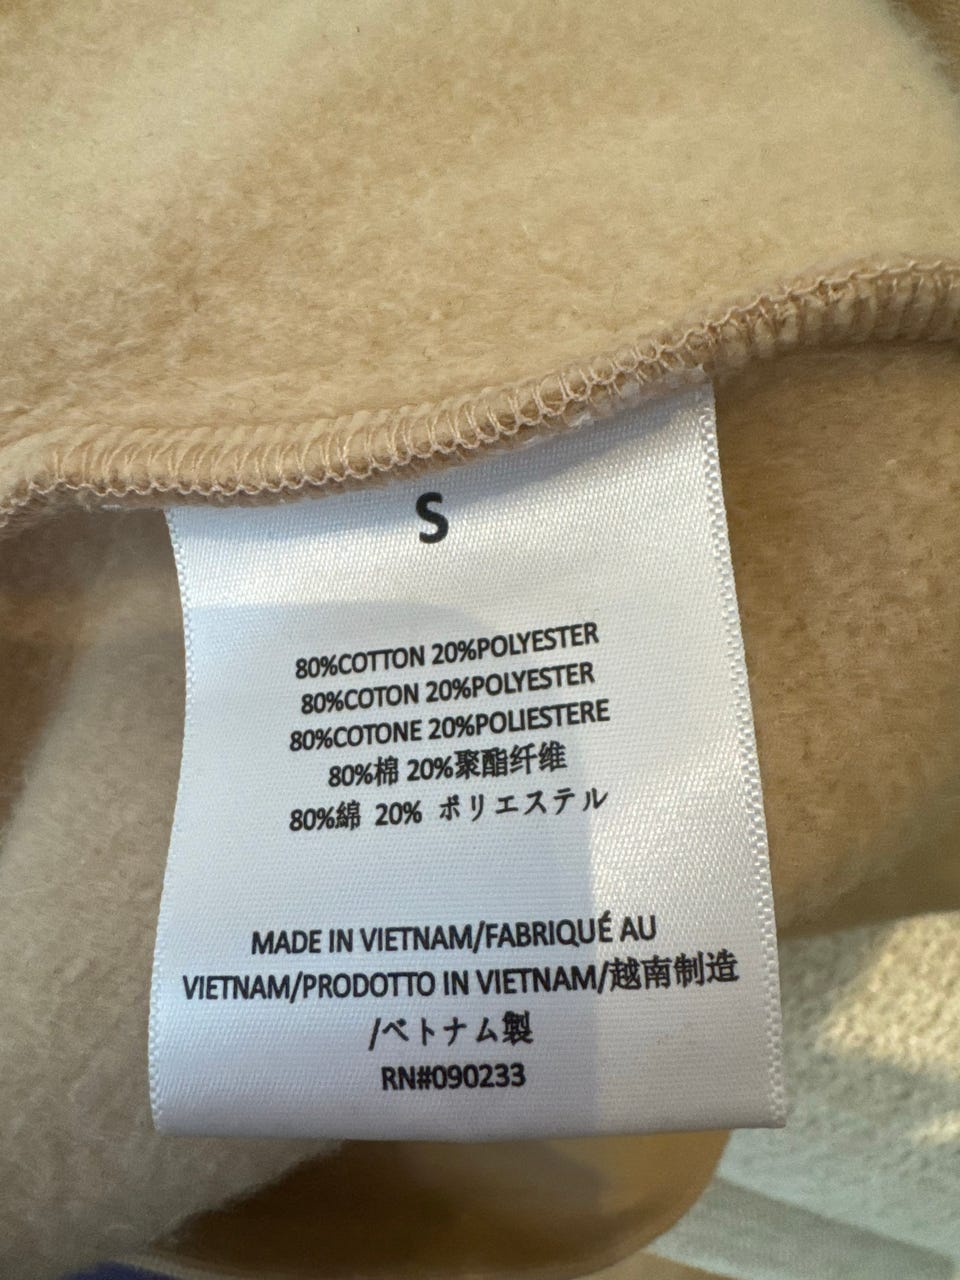 S
80%COTTON 20%POLYESTER
80%COTON 20%POLYESTER
80%COTONE 20%POLIESTERE
80%棉 20%聚酯纤维
80%綿 20% ポリエステル
MADE IN VIETNAM/FABRIQUÉ AU
VIETNAM/PRODOTTO IN VIETNAM/越南制造
/ベトナム製
RN#090233